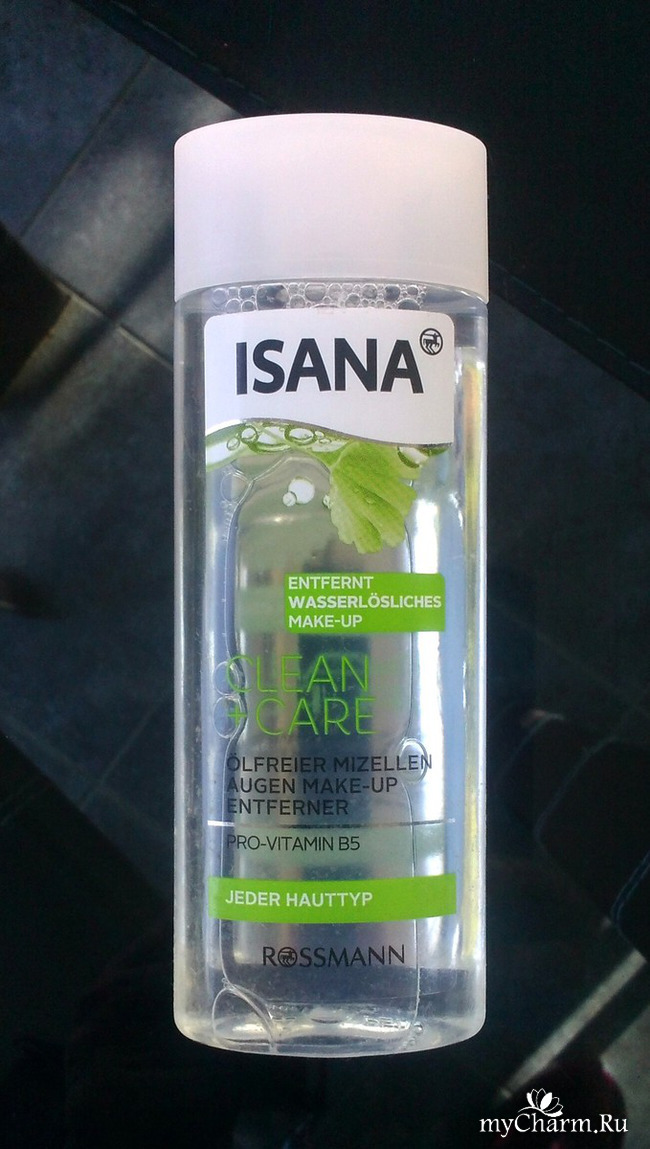 ISANA
ENTFERNT
WASSERLÖSLICHES
MAKE-UP
CLEAN
+ CARE
ÖLFREIER MIZELLEN
AUGEN MAKE-UP
ENTFERNER
PRO-VITAMIN B5
JEDER HAUTTYP
ROSSMANN
myCharm.Ru